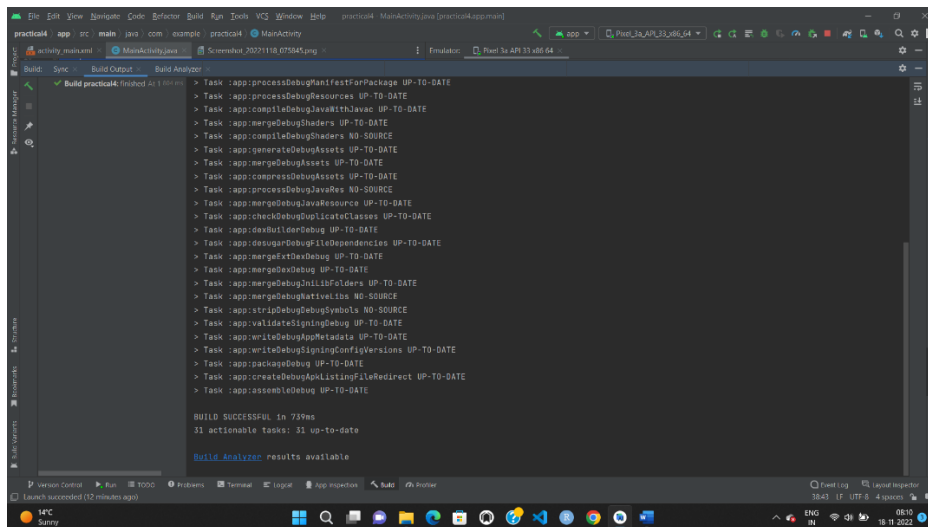 File Edit View Navigate Code Refactor Build Run Tools VCS Window Help practical4 - MainActivity.java [practical4.app.main]
practical4 app src main java com example practical4 MainActivity app Pixel_3a_API_33_x86_64
activity_main.xml MainActivity.java Screenshot_20221118_075845.png Emulator: Pixel 3a API 33 x86 64
Build: Sync Build Output Build Analyzer
Build practical4: finished At
> Task :app:processDebugManifestForPackage UP-TO-DATE
> Task :app:processDebugResources UP-TO-DATE
> Task :app:compileDebugJavaWithJavac UP-TO-DATE
> Task :app:mergeDebugShaders UP-TO-DATE
> Task :app:compileDebugShaders NO-SOURCE
> Task :app:generateDebugAssets UP-TO-DATE
> Task :app:mergeDebugAssets UP-TO-DATE
> Task :app:compressDebugAssets UP-TO-DATE
> Task :app:processDebugJavaRes NO-SOURCE
> Task :app:mergeDebugJavaResource UP-TO-DATE
> Task :app:checkDebugDuplicateClasses UP-TO-DATE
> Task :app:dexBuilderDebug UP-TO-DATE
> Task :app:desugarDebugFileDependencies UP-TO-DATE
> Task :app:mergeExtDexDebug UP-TO-DATE
> Task :app:mergeDexDebug UP-TO-DATE
> Task :app:mergeDebugJniLibFolders UP-TO-DATE
> Task :app:mergeDebugNativeLibs NO-SOURCE
> Task :app:stripDebugDebugSymbols NO-SOURCE
> Task :app:validateSigningDebug UP-TO-DATE
> Task :app:writeDebugAppMetadata UP-TO-DATE
> Task :app:writeDebugSigningConfigVersions UP-TO-DATE
> Task :app:packageDebug UP-TO-DATE
> Task :app:createDebugApkListingFileRedirect UP-TO-DATE
> Task :app:assembleDebug UP-TO-DATE
BUILD SUCCESSFUL in 739ms
31 actionable tasks: 31 up-to-date
Build Analyzer results available
Project
Resource Manager
Structure
Bookmarks
Build Variants
Version Control Run TODO Problems Terminal Logcat App Inspection Build Profiler Event Log Layout Inspector
Launch succeeded (12 minutes ago) 38:43 LF UTF-8 4 spaces
14°C
Sunny
ENG
IN
08:10
18-11-2022